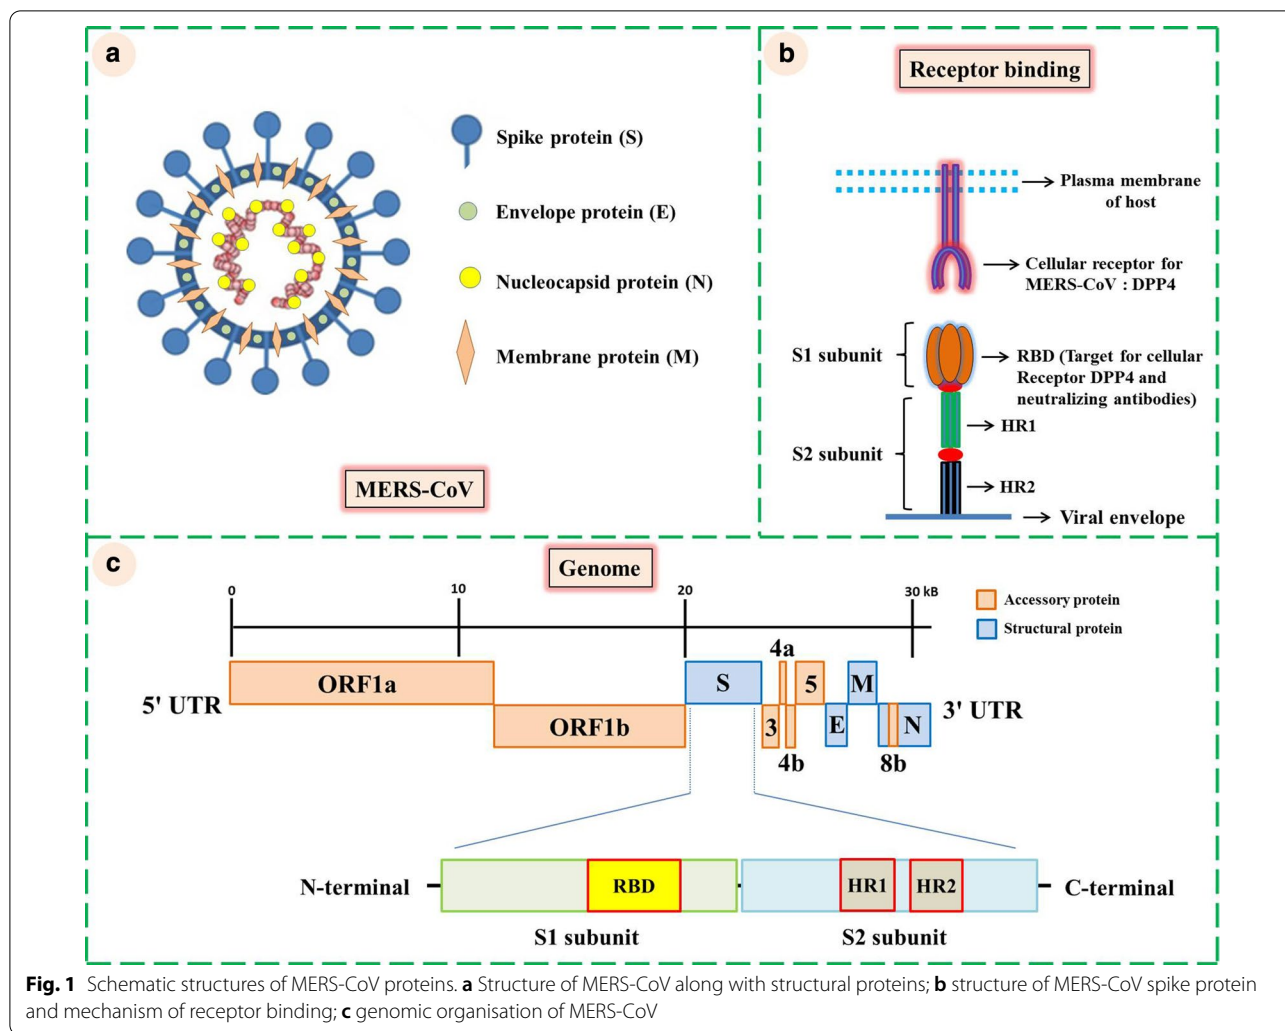 a
Spike protein (S)
Envelope protein (E)
Nucleocapsid protein (N)
Membrane protein (M)
MERS-CoV
b
Receptor binding
Plasma membrane
of host
Cellular receptor for
MERS-CoV : DPP4
S1 subunit
RBD (Target for cellular
Receptor DPP4 and
neutralizing antibodies)
HR1
S2 subunit
HR2
Viral envelope
c
Genome
0
10
20
30 kB
Accessory protein
Structural protein
5' UTR
ORF1a
ORF1b
S
3
4a
4b
5
E
M
8b
N
3' UTR
N-terminal
RBD
HR1
HR2
C-terminal
S1 subunit
S2 subunit
Fig. 1 Schematic structures of MERS-CoV proteins. a Structure of MERS-CoV along with structural proteins; b structure of MERS-CoV spike protein
and mechanism of receptor binding; c genomic organisation of MERS-CoV